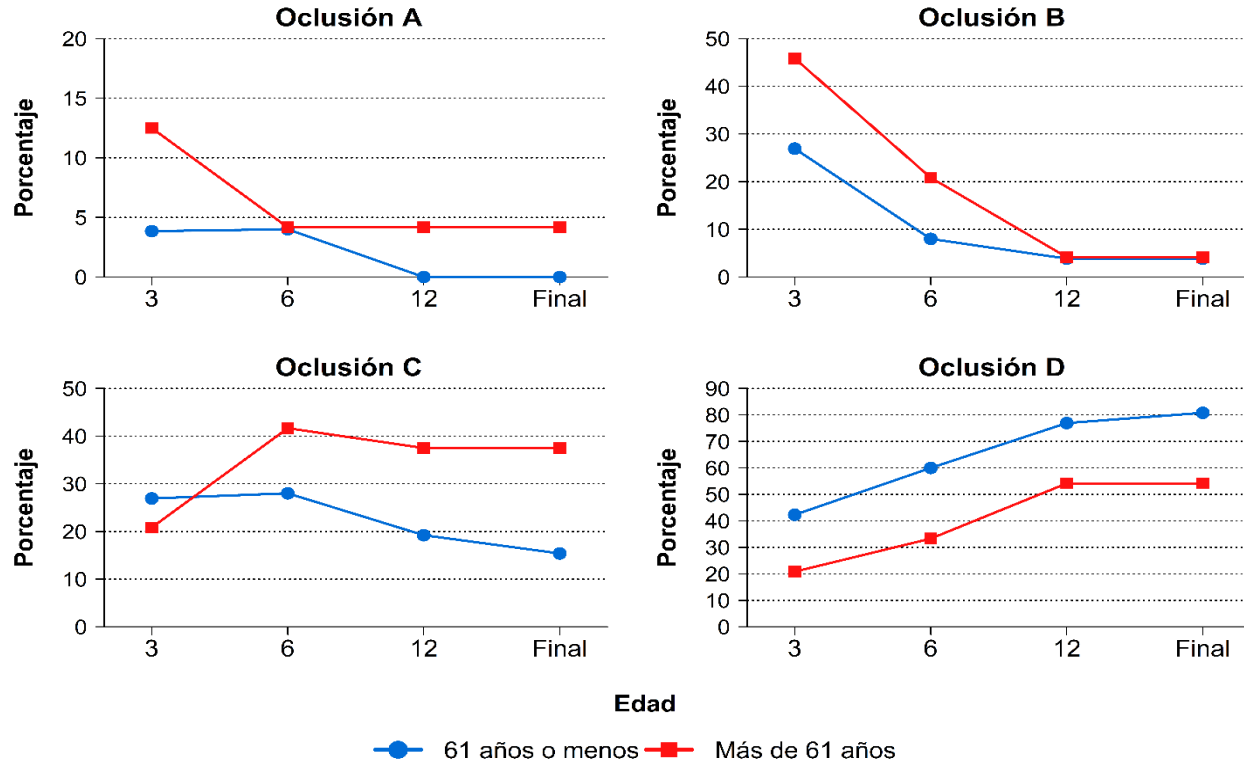 Oclusión A
20
15
10
5
0
Porcentaje
3 6 12 Final
Oclusión B
50
40
30
20
10
0
Porcentaje
3 6 12 Final
Oclusión C
50
40
30
20
10
0
Porcentaje
3 6 12 Final
Oclusión D
90
80
70
60
50
40
30
20
10
0
Porcentaje
3 6 12 Final
Edad
61 años o menos Más de 61 años